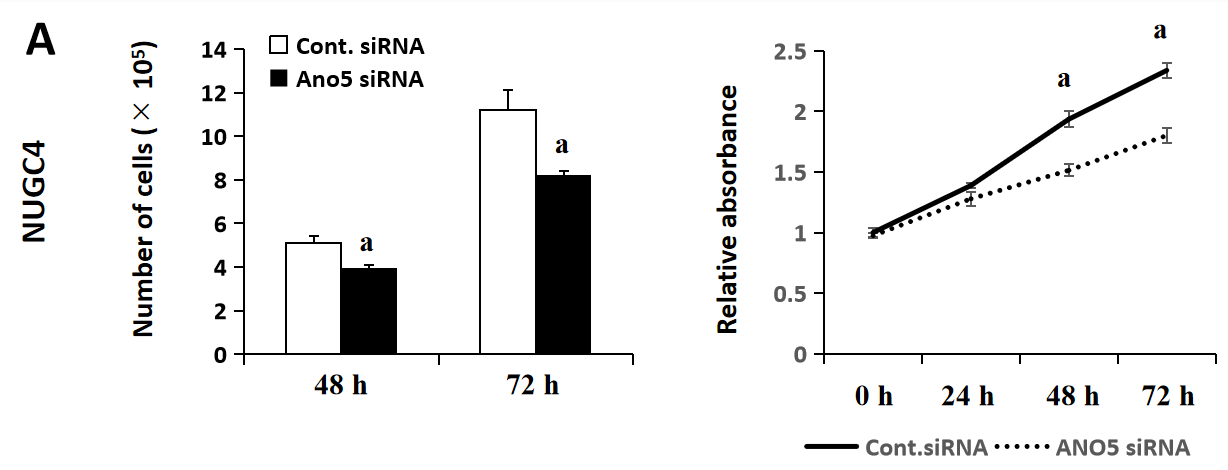 A
NUGC4
Number of cells (× 10⁵)
14
12
10
8
6
4
2
0
Cont. siRNA
Ano5 siRNA
a
a
48 h
72 h
Relative absorbance
2.5
2
1.5
1
0.5
0
a
a
0 h
24 h
48 h
72 h
Cont.siRNA
ANO5 siRNA